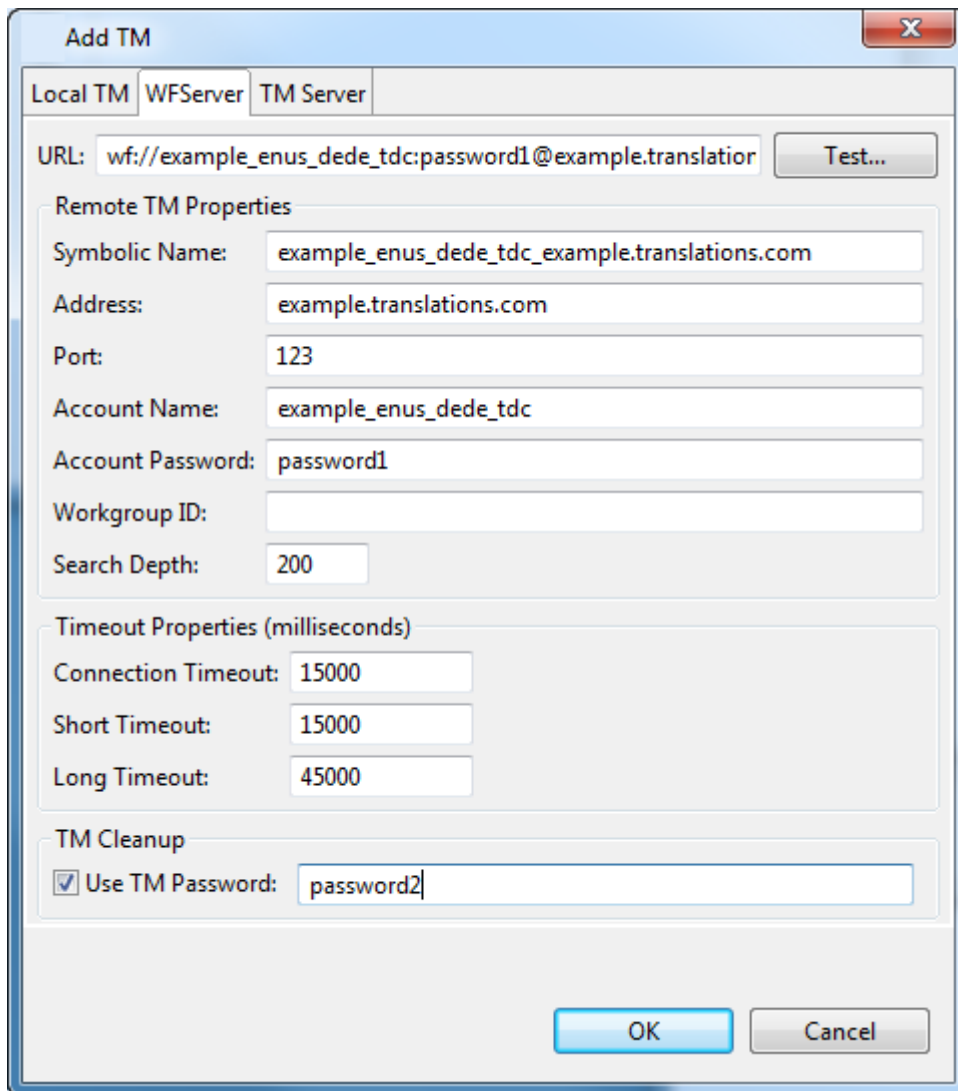 Add TM
Local TM WFServer TM Server
URL: wf://example_enus_dede_tdc:password1@example.translation Test...
Remote TM Properties
Symbolic Name: example_enus_dede_tdc_example.translations.com
Address: example.translations.com
Port: 123
Account Name: example_enus_dede_tdc
Account Password: password1
Workgroup ID:
Search Depth: 200
Timeout Properties (milliseconds)
Connection Timeout: 15000
Short Timeout: 15000
Long Timeout: 45000
TM Cleanup
Use TM Password: password2
OK Cancel